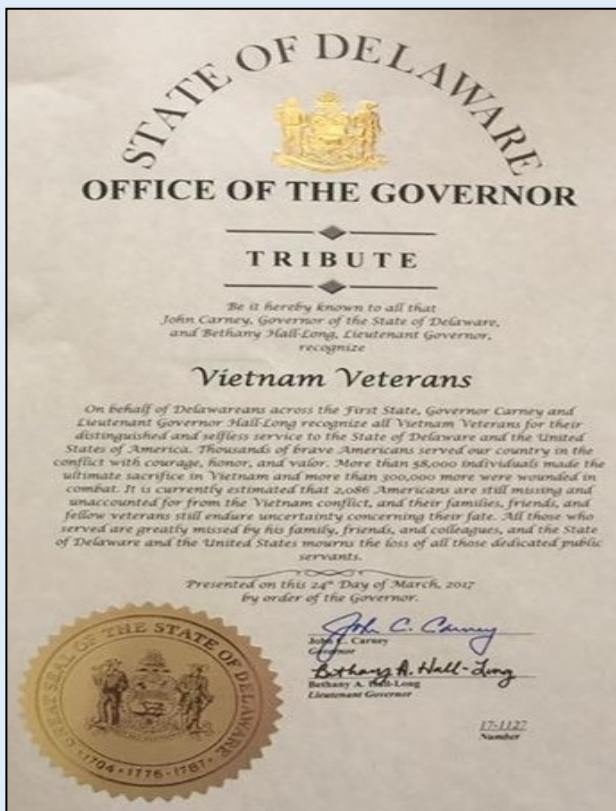 STATE OF DELAWARE
OFFICE OF THE GOVERNOR
TRIBUTE
Be it hereby known to all that
John Carney, Governor of the State of Delaware,
and Bethany Hall-Long, Lieutenant Governor,
recognize
Vietnam Veterans
On behalf of Delawareans across the First State, Governor Carney and
Lieutenant Governor Hall-Long recognize all Vietnam Veterans for their
distinguished and selfless service to the State of Delaware and the United
States of America. Thousands of brave Americans served our country in the
conflict with courage, honor, and valor. More than 58,000 individuals made the
ultimate sacrifice in Vietnam and more than 300,000 more were wounded in
combat. It is currently estimated that 2,086 Americans are still missing and
unaccounted for from the Vietnam conflict, and their families, friends, and
fellow veterans still endure uncertainty concerning their fate. All those who
served are greatly missed by his family, friends, and colleagues, and the State
of Delaware and the United States mourns the loss of all those dedicated public
servants.
Presented on this 24th Day of March, 2017
by order of the Governor.
John C. Carney
John C. Carney
Governor
Bethany A. Hall-Long
Bethany A. Hall-Long
Lieutenant Governor
17-1127
Number
GREAT SEAL OF THE STATE OF DELAWARE
·1704·1776·1787·